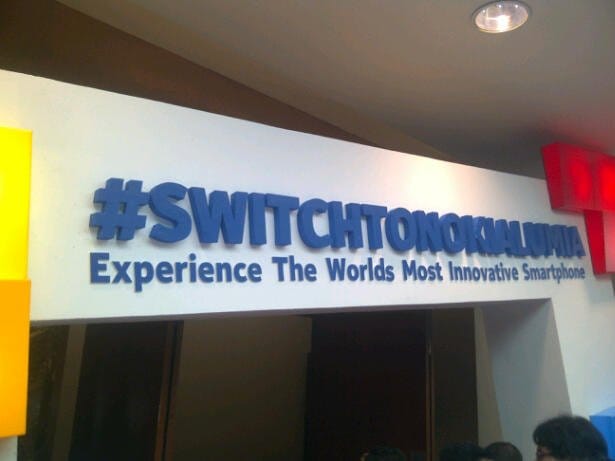 #SWITCHTONOKIALUMIA
Experience The Worlds Most Innovative Smartphone